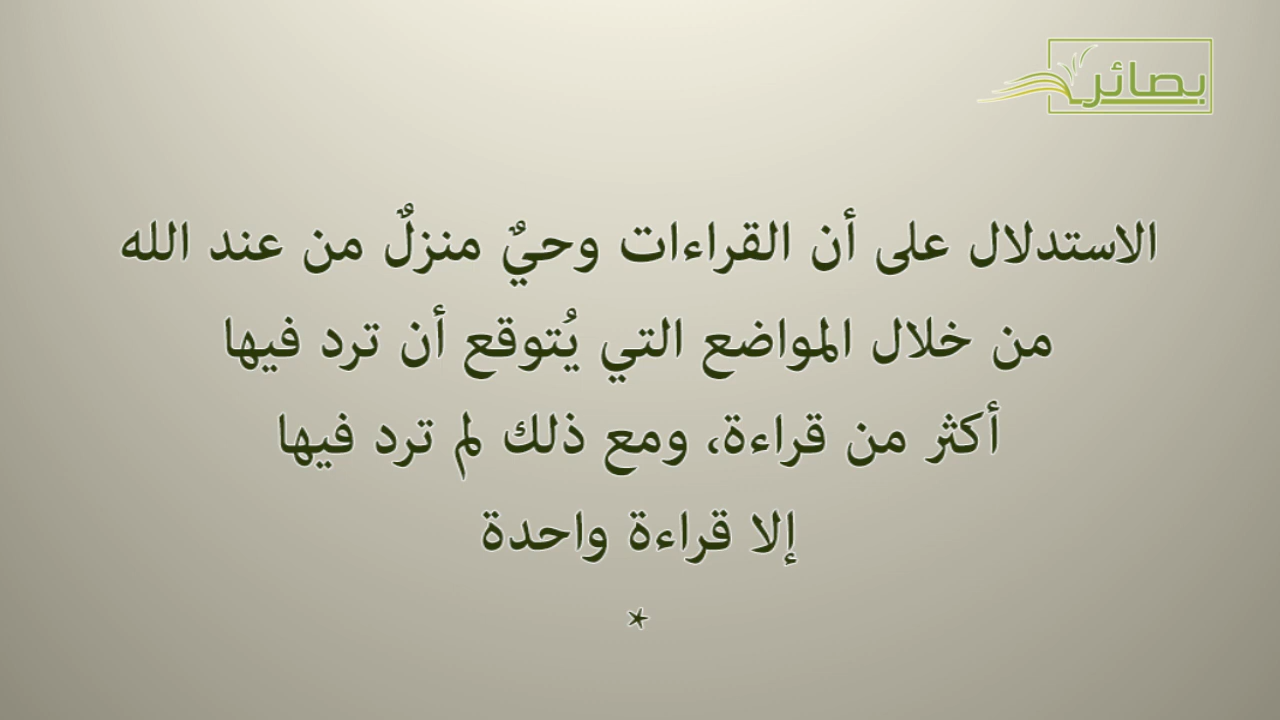 بصائر
الاستدلال على أن القراءات وحيٌ منزلٌ من عند الله
من خلال المواضع التي يُتوقع أن ترد فيها
أكثر من قراءة، ومع ذلك لم ترد فيها
إلا قراءة واحدة
*